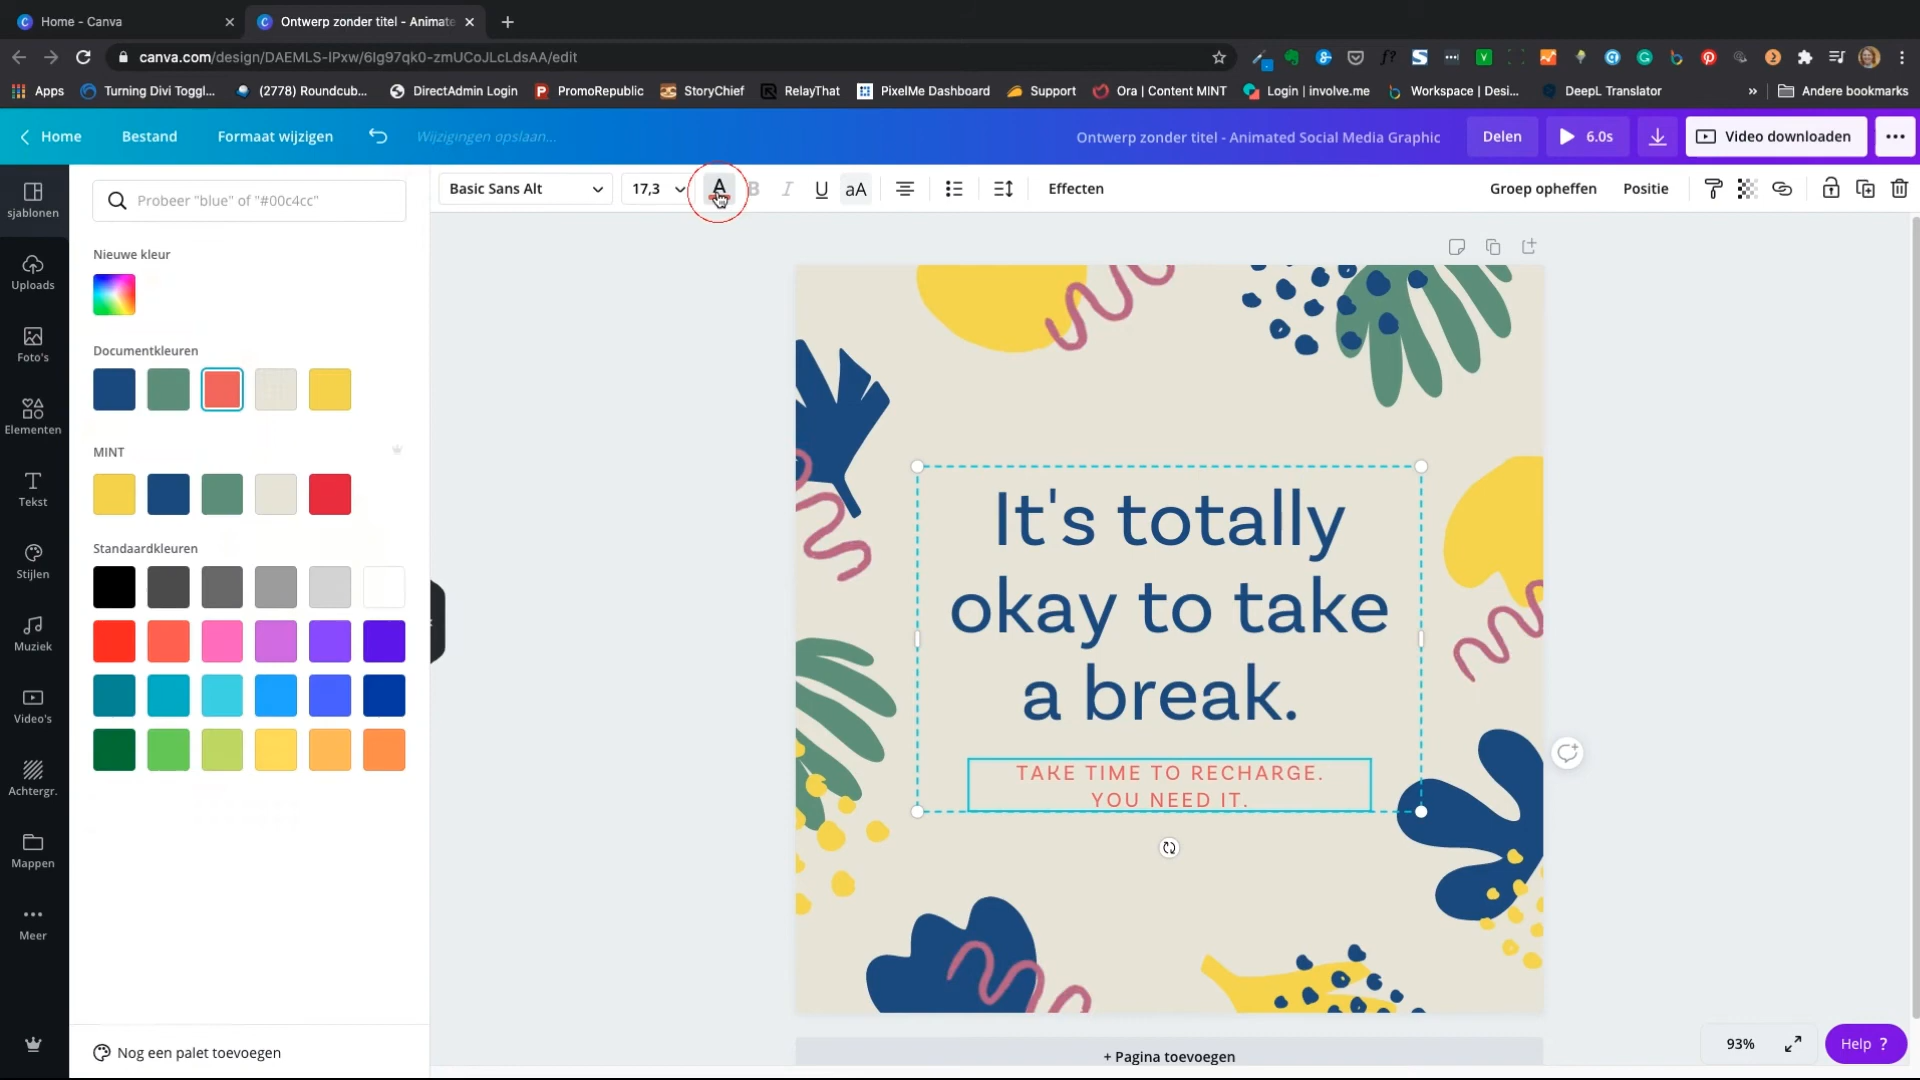 Home - Canva
Ontwerp zonder titel - Animate
canva.com/design/DAEMLS-lPxw/6Ig97qk0-zmUCoJLcLdsAA/edit
Apps
Turning Divi Toggl...
(2778) Roundcub...
DirectAdmin Login
PromoRepublic
StoryChief
RelayThat
PixelMe Dashboard
Support
Ora | Content MINT
Login | involve.me
Workspace | Desi...
DeepL Translator
»
Andere bookmarks
Home
Bestand
Formaat wijzigen
Wijzigingen opslaan...
Ontwerp zonder titel - Animated Social Media Graphic
Delen
6.0s
Video downloaden
Basic Sans Alt
17,3
A
B
I
U
aA
Effecten
Groep opheffen
Positie
sjablonen
Uploads
Foto's
Elementen
Tekst
Stijlen
Muziek
Video's
Achtergr.
Mappen
Meer
Probeer "blue" of "#00c4cc"
Nieuwe kleur
Documentkleuren
MINT
Standaardkleuren
Nog een palet toevoegen
It's totally
okay to take
a break.
TAKE TIME TO RECHARGE.
YOU NEED IT.
+ Pagina toevoegen
93%
Help ?